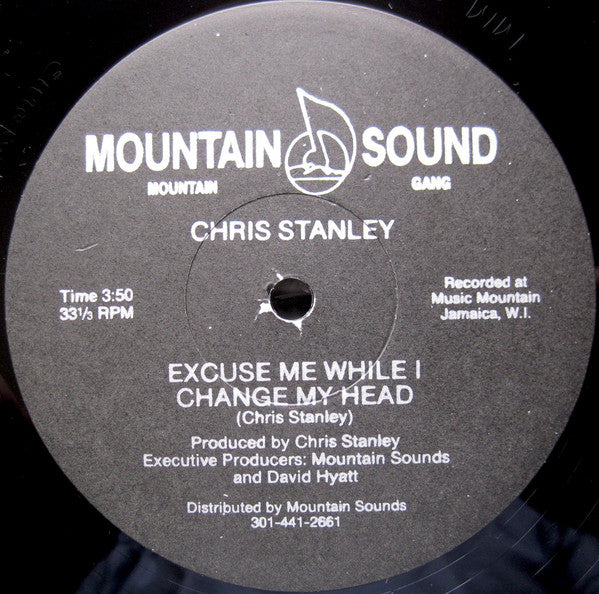 MOUNTAIN SOUND
MOUNTAIN GANG
CHRIS STANLEY
Time 3:50
33⅓ RPM
Recorded at
Music Mountain
Jamaica, W.I.
EXCUSE ME WHILE I
CHANGE MY HEAD
(Chris Stanley)
Produced by Chris Stanley
Executive Producers: Mountain Sounds
and David Hyatt
Distributed by Mountain Sounds
301-441-2661